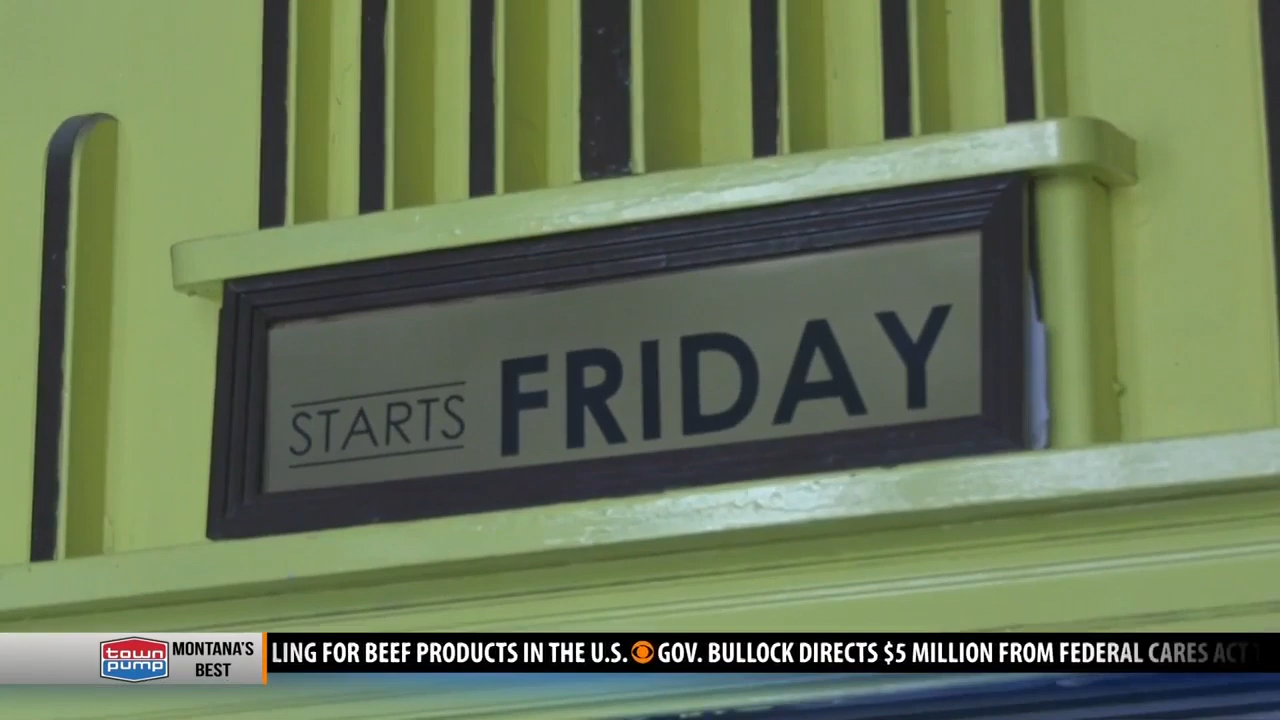 STARTS FRIDAY
town pump
MONTANA'S BEST
LING FOR BEEF PRODUCTS IN THE U.S. GOV. BULLOCK DIRECTS $5 MILLION FROM FEDERAL CARES ACT